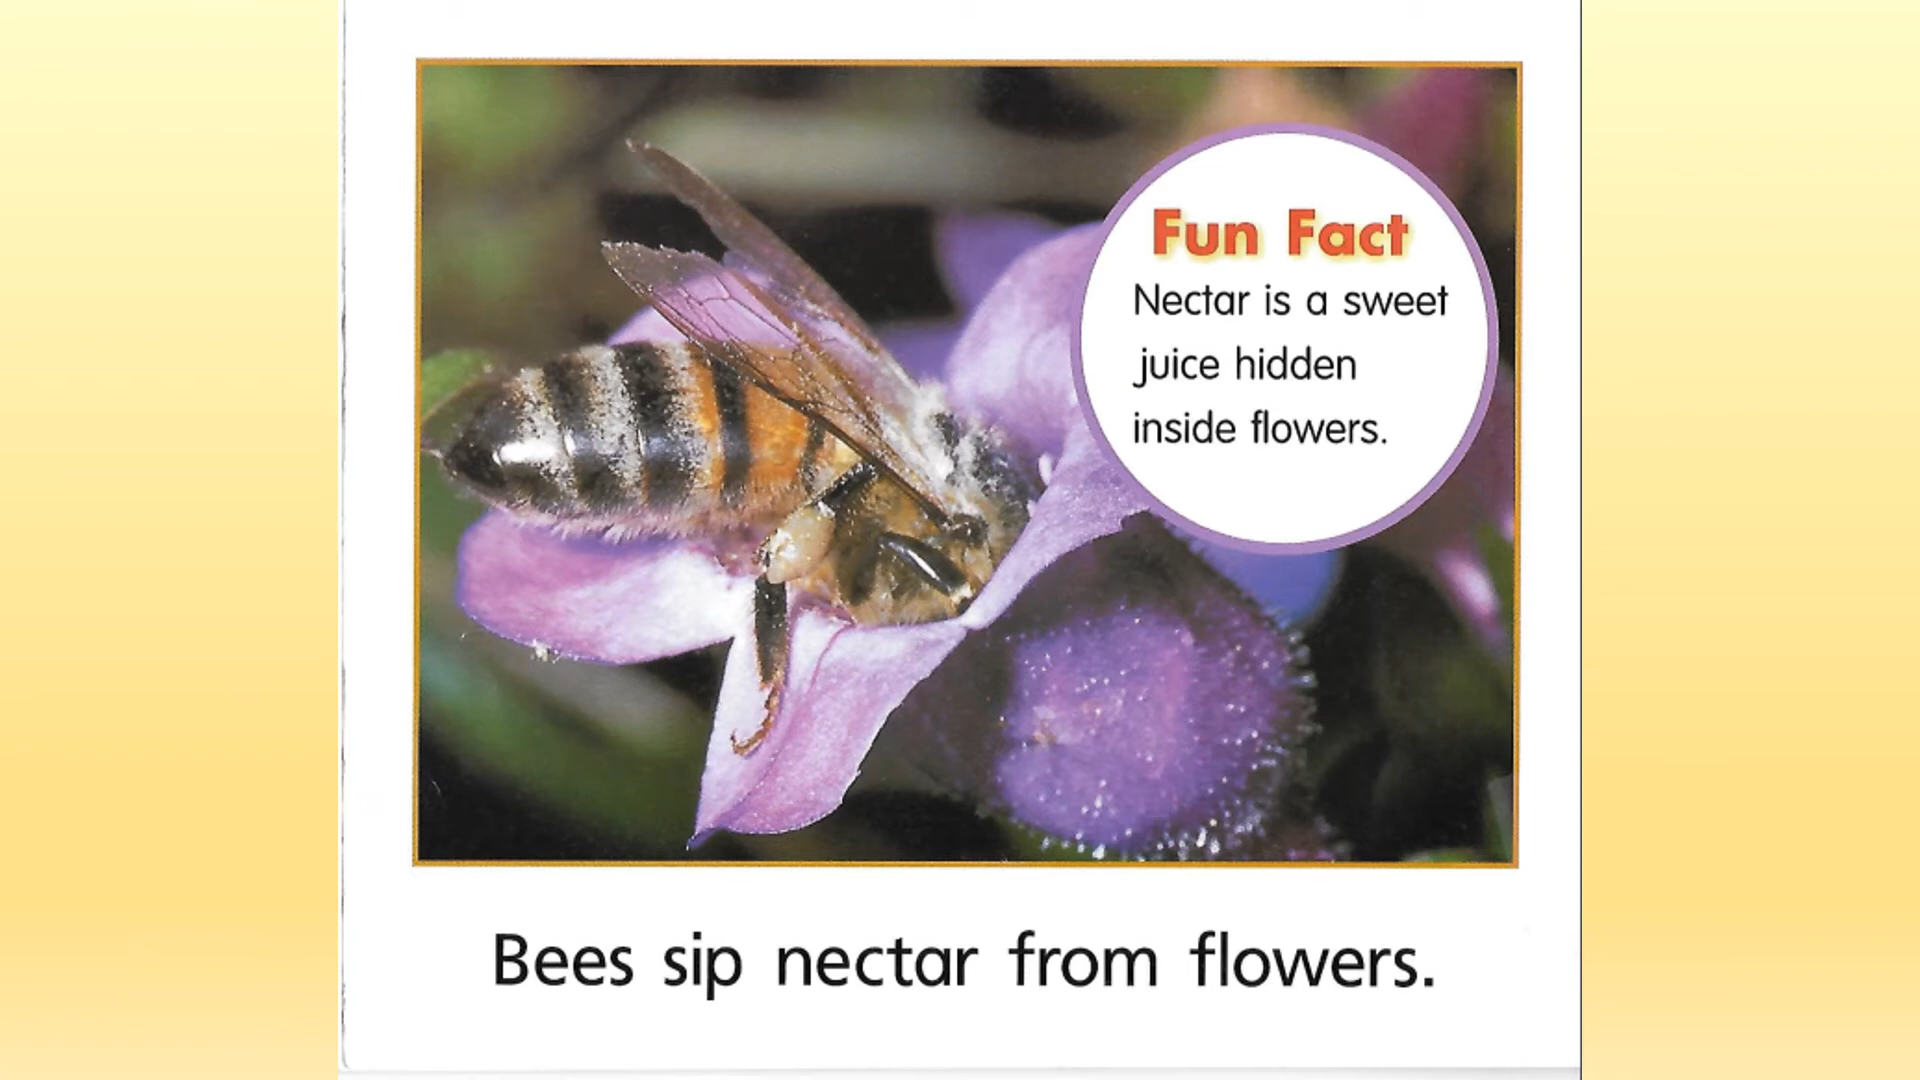 Fun Fact
Nectar is a sweet
juice hidden
inside flowers.
Bees sip nectar from flowers.